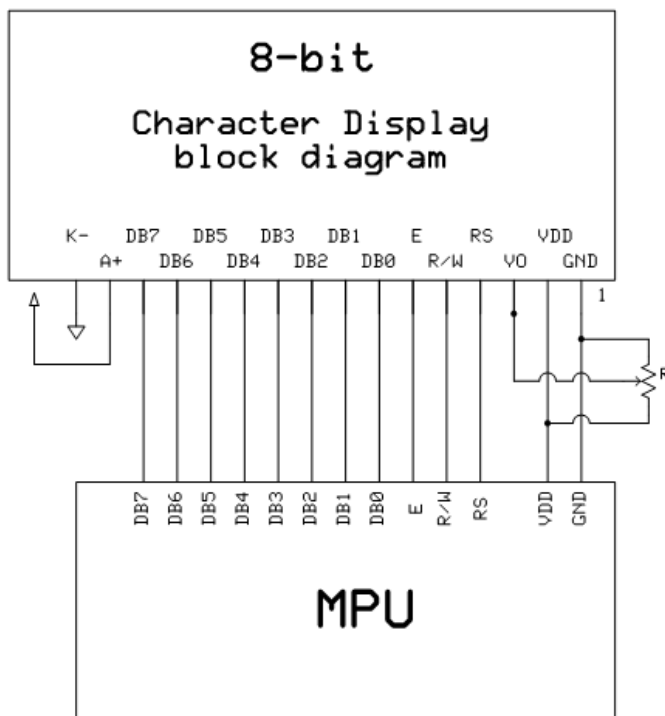 8-bit
Character Display
block diagram
K- DB7 DB5 DB3 DB1 E RS VDD
A+ DB6 DB4 DB2 DB0 R/W VO GND
1
R
DB7 DB6 DB5 DB4 DB3 DB2 DB1 DB0 E R/W RS VDD GND
MPU